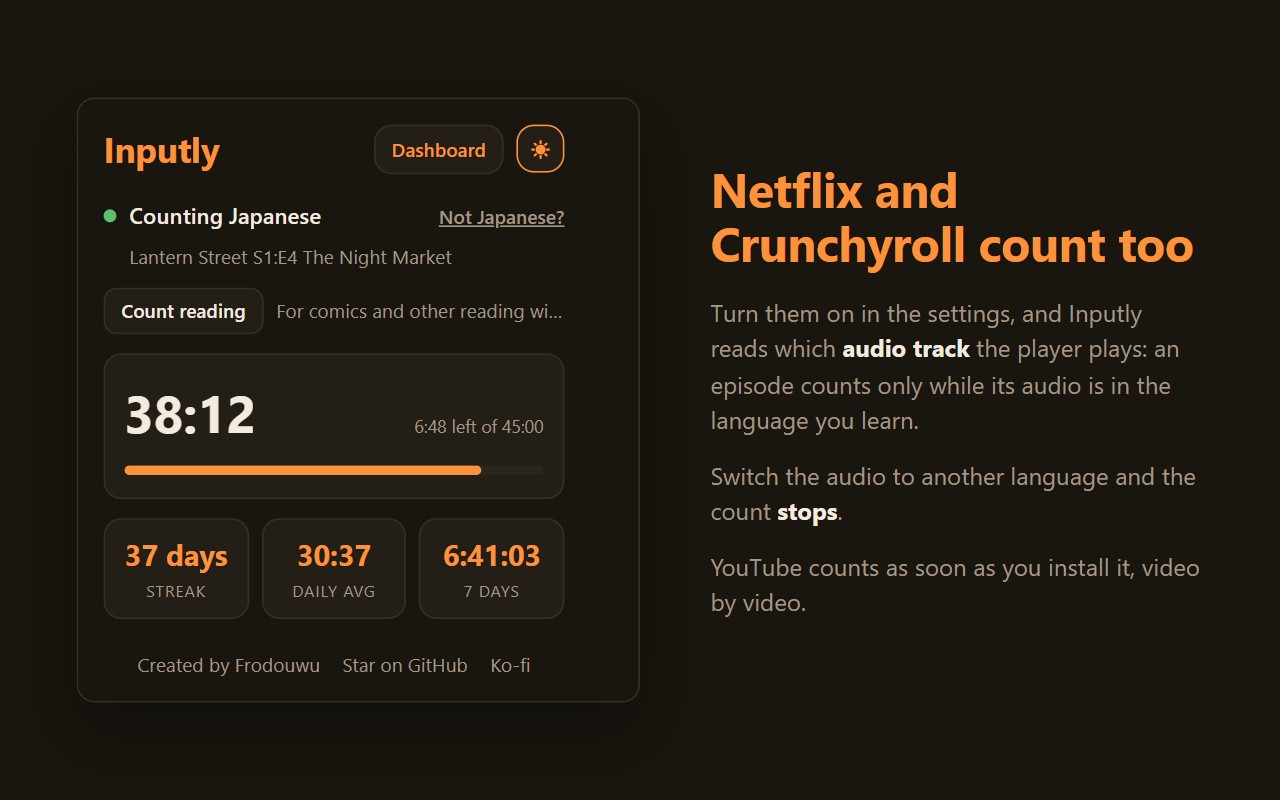 Inputly
Dashboard
Counting Japanese
Not Japanese?
Lantern Street S1:E4 The Night Market
Count reading
For comics and other reading wi...
38:12
6:48 left of 45:00
37 days
STREAK
30:37
DAILY AVG
6:41:03
7 DAYS
Created by Frodouwu
Star on GitHub
Ko-fi
Netflix and
Crunchyroll count too
Turn them on in the settings, and Inputly
reads which audio track the player plays: an
episode counts only while its audio is in the
language you learn.
Switch the audio to another language and the
count stops.
YouTube counts as soon as you install it, video
by video.